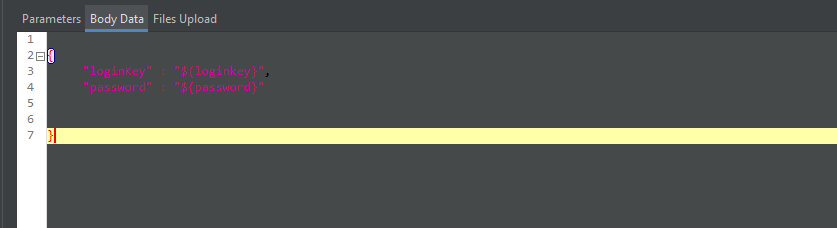 Parameters Body Data Files Upload
1
2 {
3 "loginKey" : "${loginkey}",
4 "password" : "${password}"
5
6
7 }